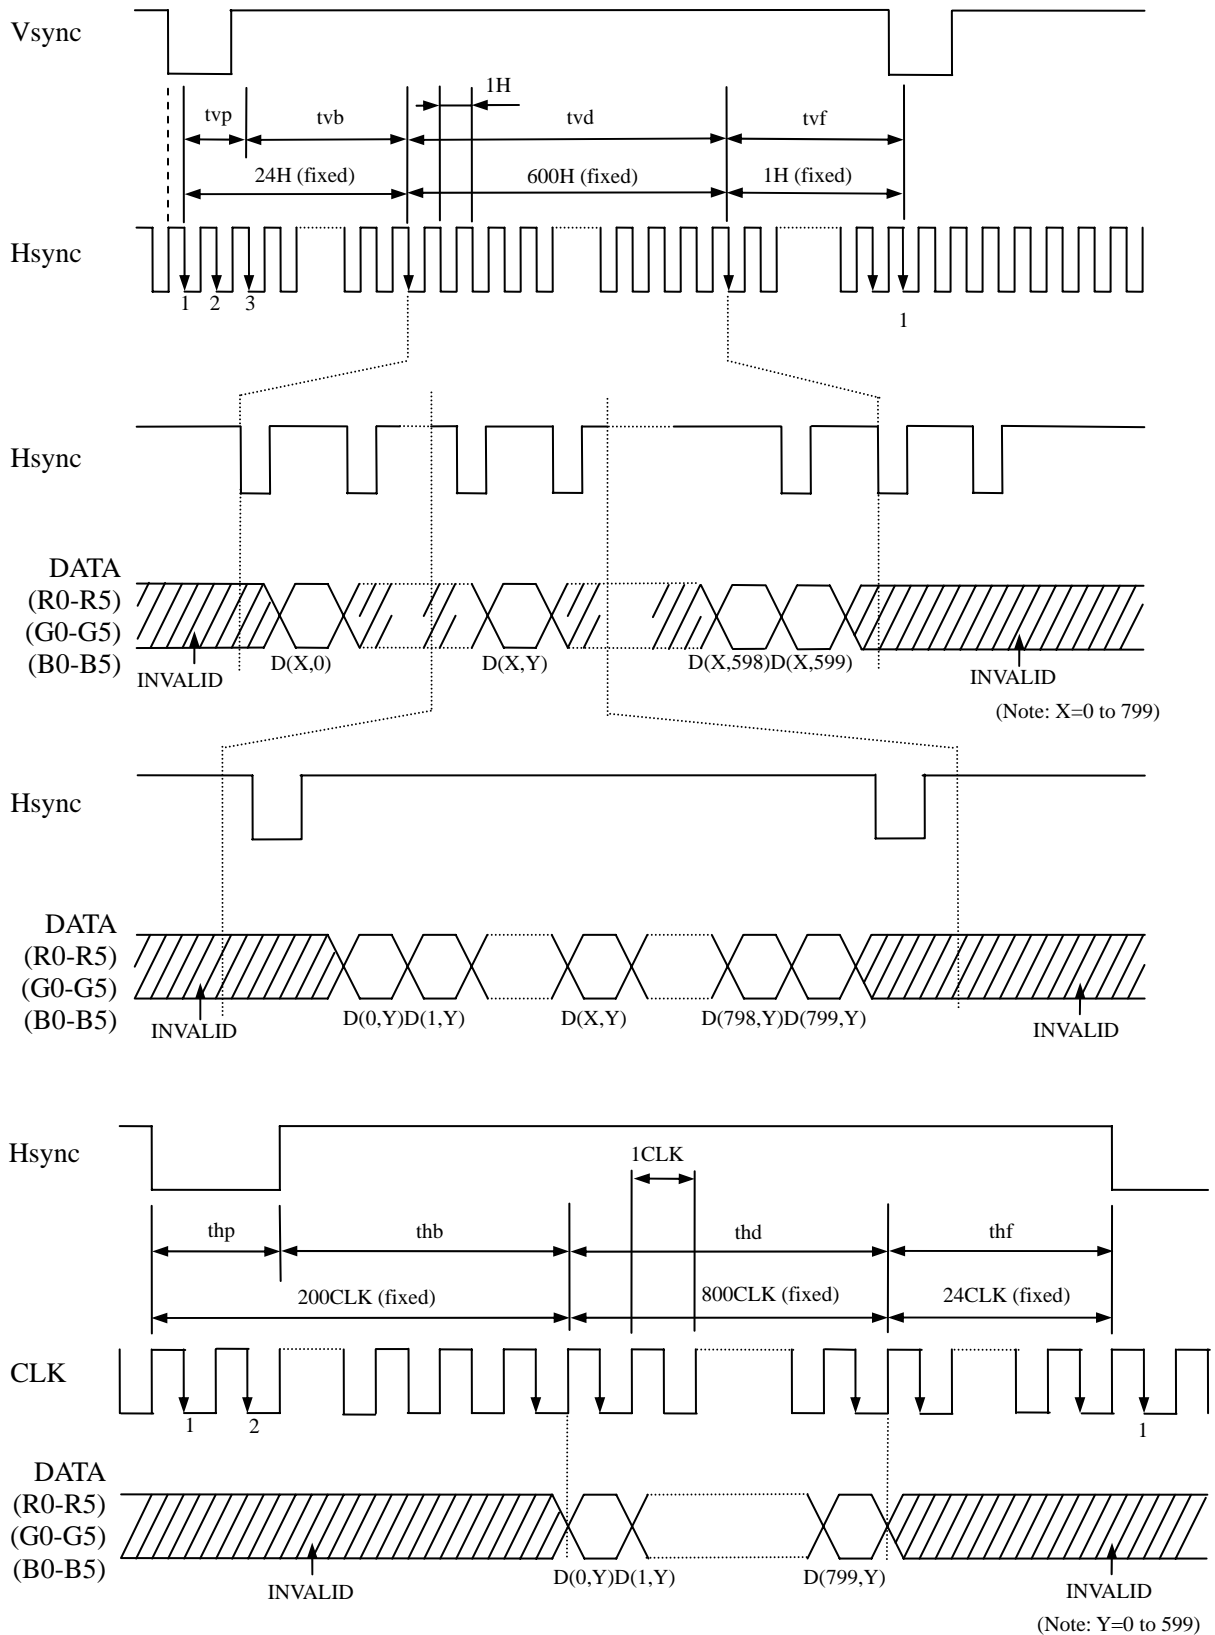 Vsync
1H
tvp tvb tvd tvf
24H (fixed) 600H (fixed) 1H (fixed)
Hsync
1 2 3 1
Hsync
DATA
(R0-R5)
(G0-G5)
(B0-B5)
D(X,0) D(X,Y) D(X,598)D(X,599)
INVALID INVALID
(Note: X=0 to 799)
Hsync
DATA
(R0-R5)
(G0-G5)
(B0-B5)
D(0,Y)D(1,Y) D(X,Y) D(798,Y)D(799,Y)
INVALID INVALID
Hsync
1CLK
thp thb thd thf
200CLK (fixed) 800CLK (fixed) 24CLK (fixed)
CLK
1 2 1
DATA
(R0-R5)
(G0-G5)
(B0-B5)
D(0,Y)D(1,Y) D(799,Y)
INVALID INVALID
(Note: Y=0 to 599)